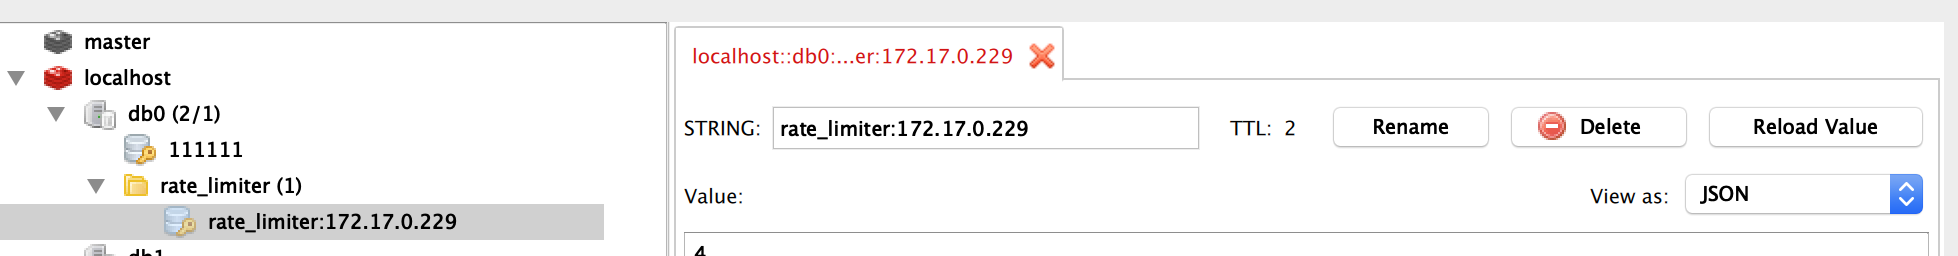 master
localhost
db0 (2/1)
111111
rate_limiter (1)
rate_limiter:172.17.0.229
db1
localhost::db0:...er:172.17.0.229
STRING: rate_limiter:172.17.0.229 TTL: 2 Rename Delete Reload Value
Value: View as: JSON
4